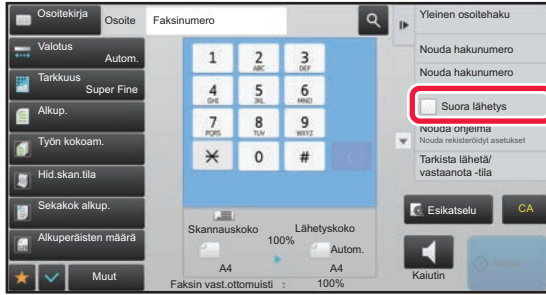 Osoitekirja
Osoite
Faksinumero
Yleinen osoitehaku
Valotus
Autom.
Nouda hakunumero
Tarkkuus
Super Fine
Nouda hakunumero
Alkup.
Suora lähetys
Työn kokoam.
Nouda ohjelma
Nouda rekisteröidyt asetukset
Hid.skan.tila
Tarkista lähetä/
vastaanota -tila
Sekakok alkup.
Alkuperäisten määrä
Muut
1 2 ABC 3 DEF
4 GHI 5 JKL 6 MNO
7 PQRS 8 TUV 9 WXYZ
0 #
C
Skannauskoko
Lähetyskoko
100%
Autom.
A4
A4
Faksin vast.ottomuisti : 100%
Esikatselu
CA
Kaiutin